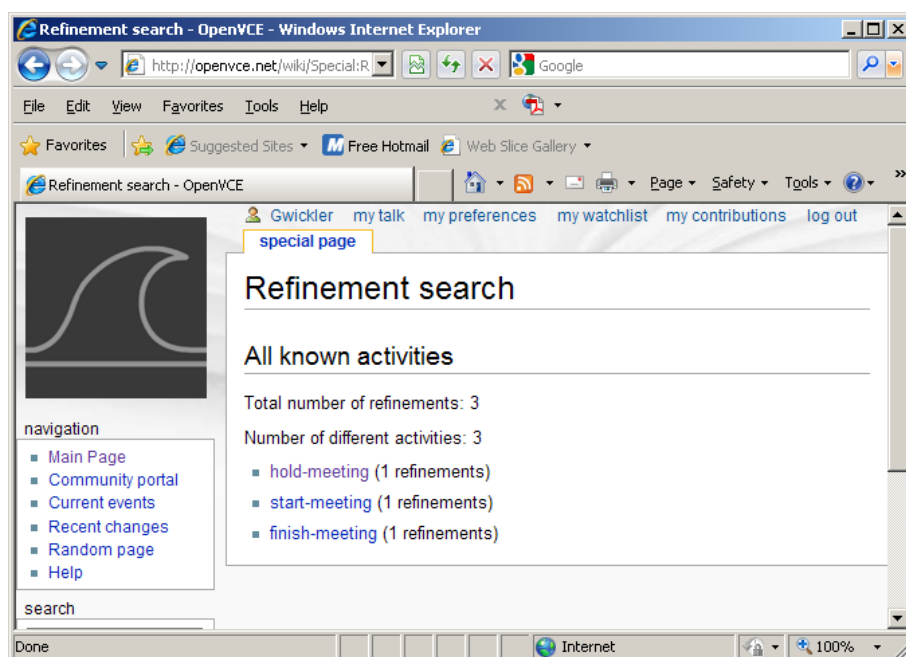 Refinement search - Open¥CE - Windows Internet Explorer
http://openvce.net/wiki/Special:R
Google
File Edit View Favorites Tools Help
x
Favorites Suggested Sites Free Hotmail Web Slice Gallery
Refinement search - OpenVCE
Page Safety Tools »
Gwickler my talk my preferences my watchlist my contributions log out
special page
Refinement search
All known activities
Total number of refinements: 3
Number of different activities: 3
hold-meeting (1 refinements)
start-meeting (1 refinements)
finish-meeting (1 refinements)
navigation
Main Page
Community portal
Current events
Recent changes
Random page
Help
search
Done Internet 100%